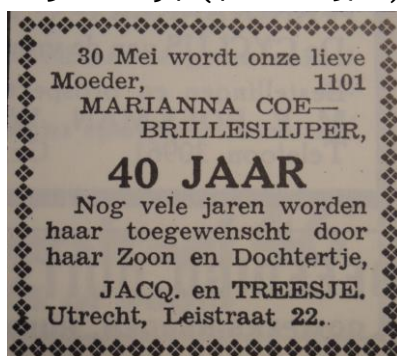 30 Mei wordt onze lieve
Moeder, 1101
MARIANNA COE—
BRILLESLIJPER,
40 JAAR
Nog vele jaren worden
haar toegewenscht door
haar Zoon en Dochtertje,
JACQ. en TREESJE.
Utrecht, Leistraat 22.